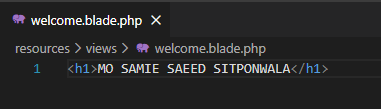 welcome.blade.php ×
resources > views > welcome.blade.php
1 <h1>MO SAMIE SAEED SITPONWALA</h1>